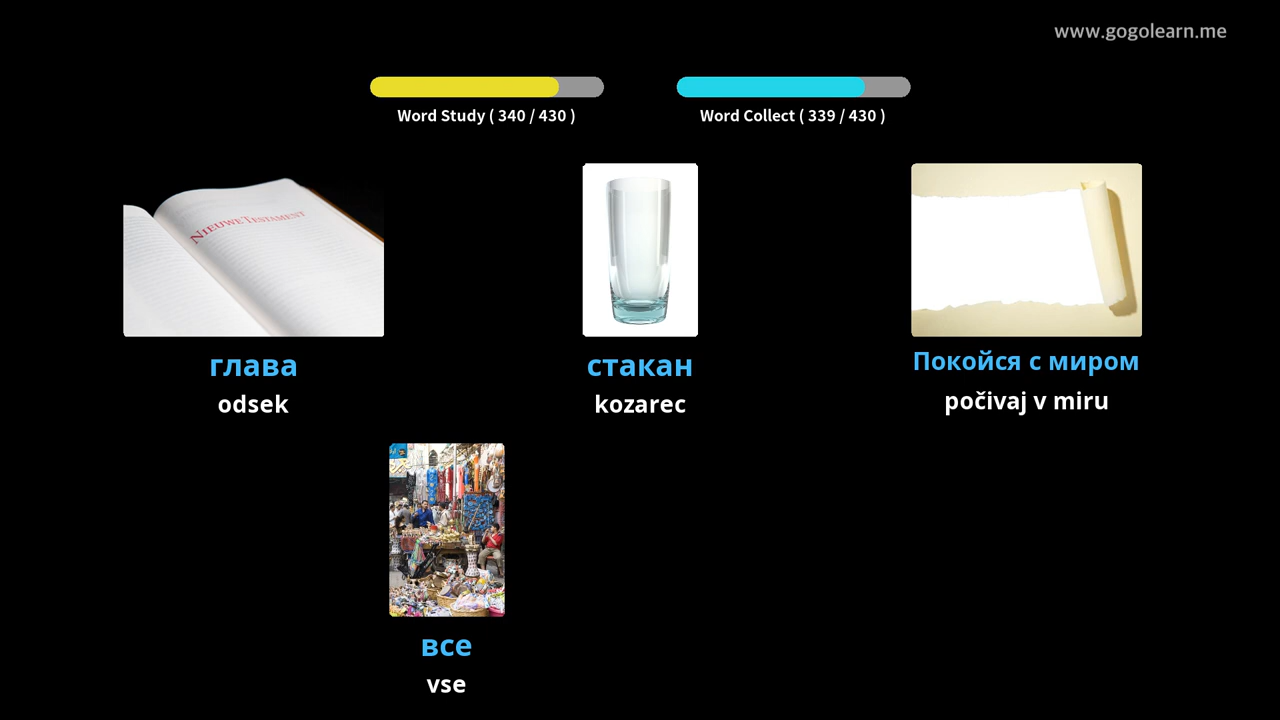 www.gogolearn.me
Word Study ( 340 / 430 )
Word Collect ( 339 / 430 )
NIEUWE TESTAMENT
глава
odsek
стакан
kozarec
Покойся с миром
počivaj v miru
все
vse